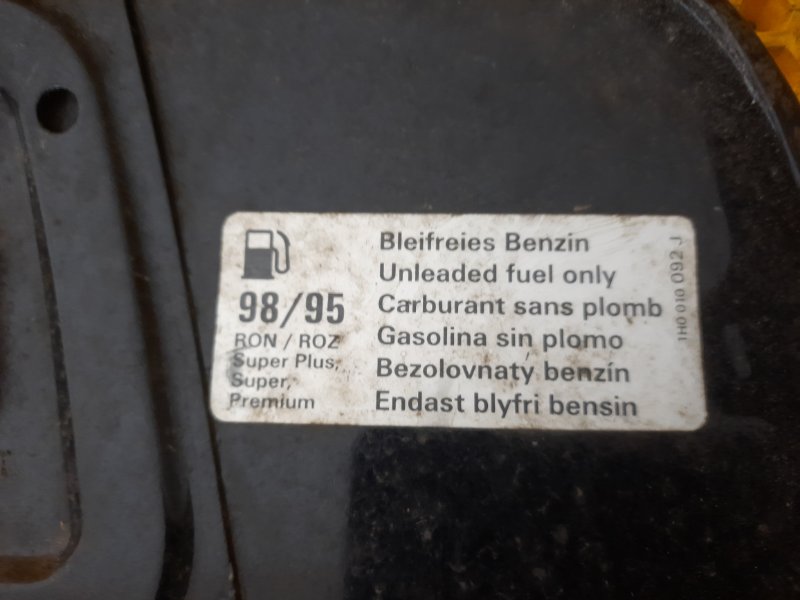 98/95
RON / ROZ
Super Plus,
Super,
Premium
Bleifreies Benzin
Unleaded fuel only
Carburant sans plomb
Gasolina sin plomo
Bezolovnatý benzín
Endast blyfri bensin
1H0 010 092 J